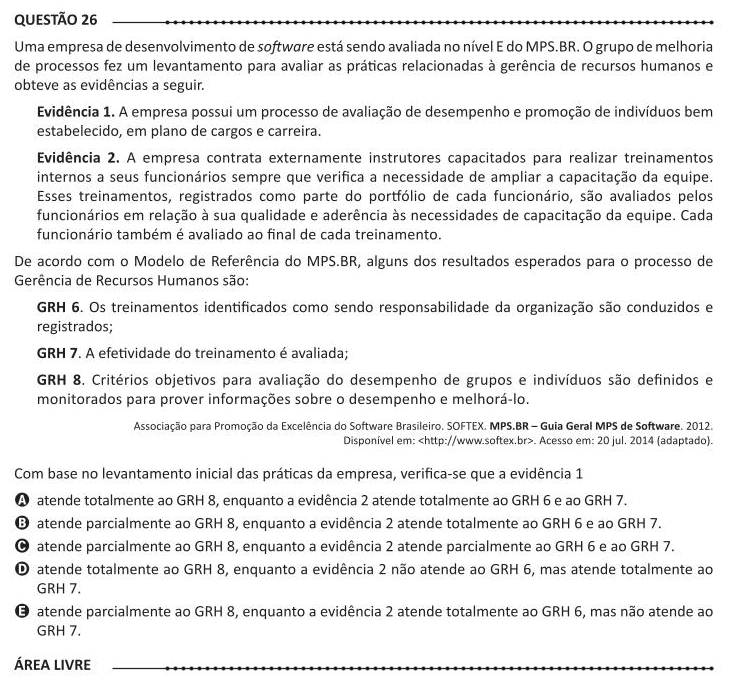 QUESTÃO 26
Uma empresa de desenvolvimento de software está sendo avaliada no nível E do MPS.BR. O grupo de melhoria
de processos fez um levantamento para avaliar as práticas relacionadas à gerência de recursos humanos e
obteve as evidências a seguir.
Evidência 1. A empresa possui um processo de avaliação de desempenho e promoção de indivíduos bem
estabelecido, em plano de cargos e carreira.
Evidência 2. A empresa contrata externamente instrutores capacitados para realizar treinamentos
internos a seus funcionários sempre que verifica a necessidade de ampliar a capacitação da equipe.
Esses treinamentos, registrados como parte do portfólio de cada funcionário, são avaliados pelos
funcionários em relação à sua qualidade e aderência às necessidades de capacitação da equipe. Cada
funcionário também é avaliado ao final de cada treinamento.
De acordo com o Modelo de Referência do MPS.BR, alguns dos resultados esperados para o processo de
Gerência de Recursos Humanos são:
GRH 6. Os treinamentos identificados como sendo responsabilidade da organização são conduzidos e
registrados;
GRH 7. A efetividade do treinamento é avaliada;
GRH 8. Critérios objetivos para avaliação do desempenho de grupos e indivíduos são definidos e
monitorados para prover informações sobre o desempenho e melhorá-lo.
Associação para Promoção da Excelência do Software Brasileiro. SOFTEX. MPS.BR – Guia Geral MPS de Software. 2012.
Disponível em: <http://www.softex.br>. Acesso em: 20 jul. 2014 (adaptado).
Com base no levantamento inicial das práticas da empresa, verifica-se que a evidência 1
A atende totalmente ao GRH 8, enquanto a evidência 2 atende totalmente ao GRH 6 e ao GRH 7.
B atende parcialmente ao GRH 8, enquanto a evidência 2 atende totalmente ao GRH 6 e ao GRH 7.
C atende parcialmente ao GRH 8, enquanto a evidência 2 atende parcialmente ao GRH 6 e ao GRH 7.
D atende totalmente ao GRH 8, enquanto a evidência 2 não atende ao GRH 6, mas atende totalmente ao
GRH 7.
E atende parcialmente ao GRH 8, enquanto a evidência 2 atende totalmente ao GRH 6, mas não atende ao
GRH 7.
ÁREA LIVRE